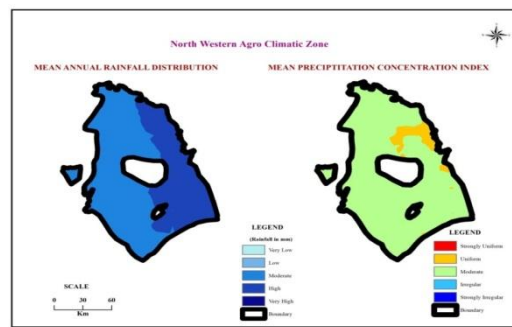 North Western Agro Climatic Zone
MEAN ANNUAL RAINFALL DISTRIBUTION
MEAN PRECIPTITATION CONCENTRATION INDEX
LEGEND
(Rainfall in mm)
Very Low
Low
Moderate
High
Very High
Boundary
SCALE
0 30 60
Km
LEGEND
Strongly Uniform
Uniform
Moderate
Irregular
Strongly Irregular
Boundary